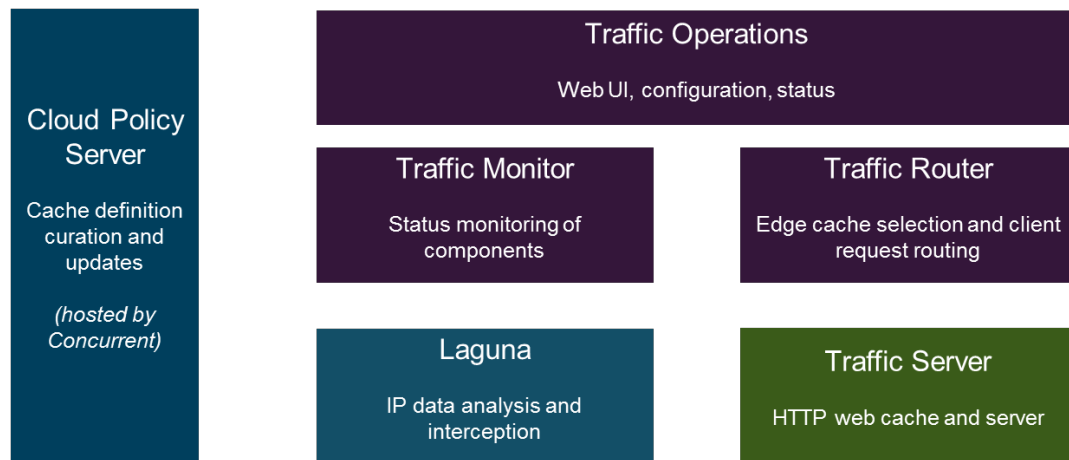 Cloud Policy
Server
Cache definition
curation and
updates
(hosted by
Concurrent)
Traffic Operations
Web UI, configuration, status
Traffic Monitor
Status monitoring of
components
Traffic Router
Edge cache selection and client
request routing
Laguna
IP data analysis and
interception
Traffic Server
HTTP web cache and server